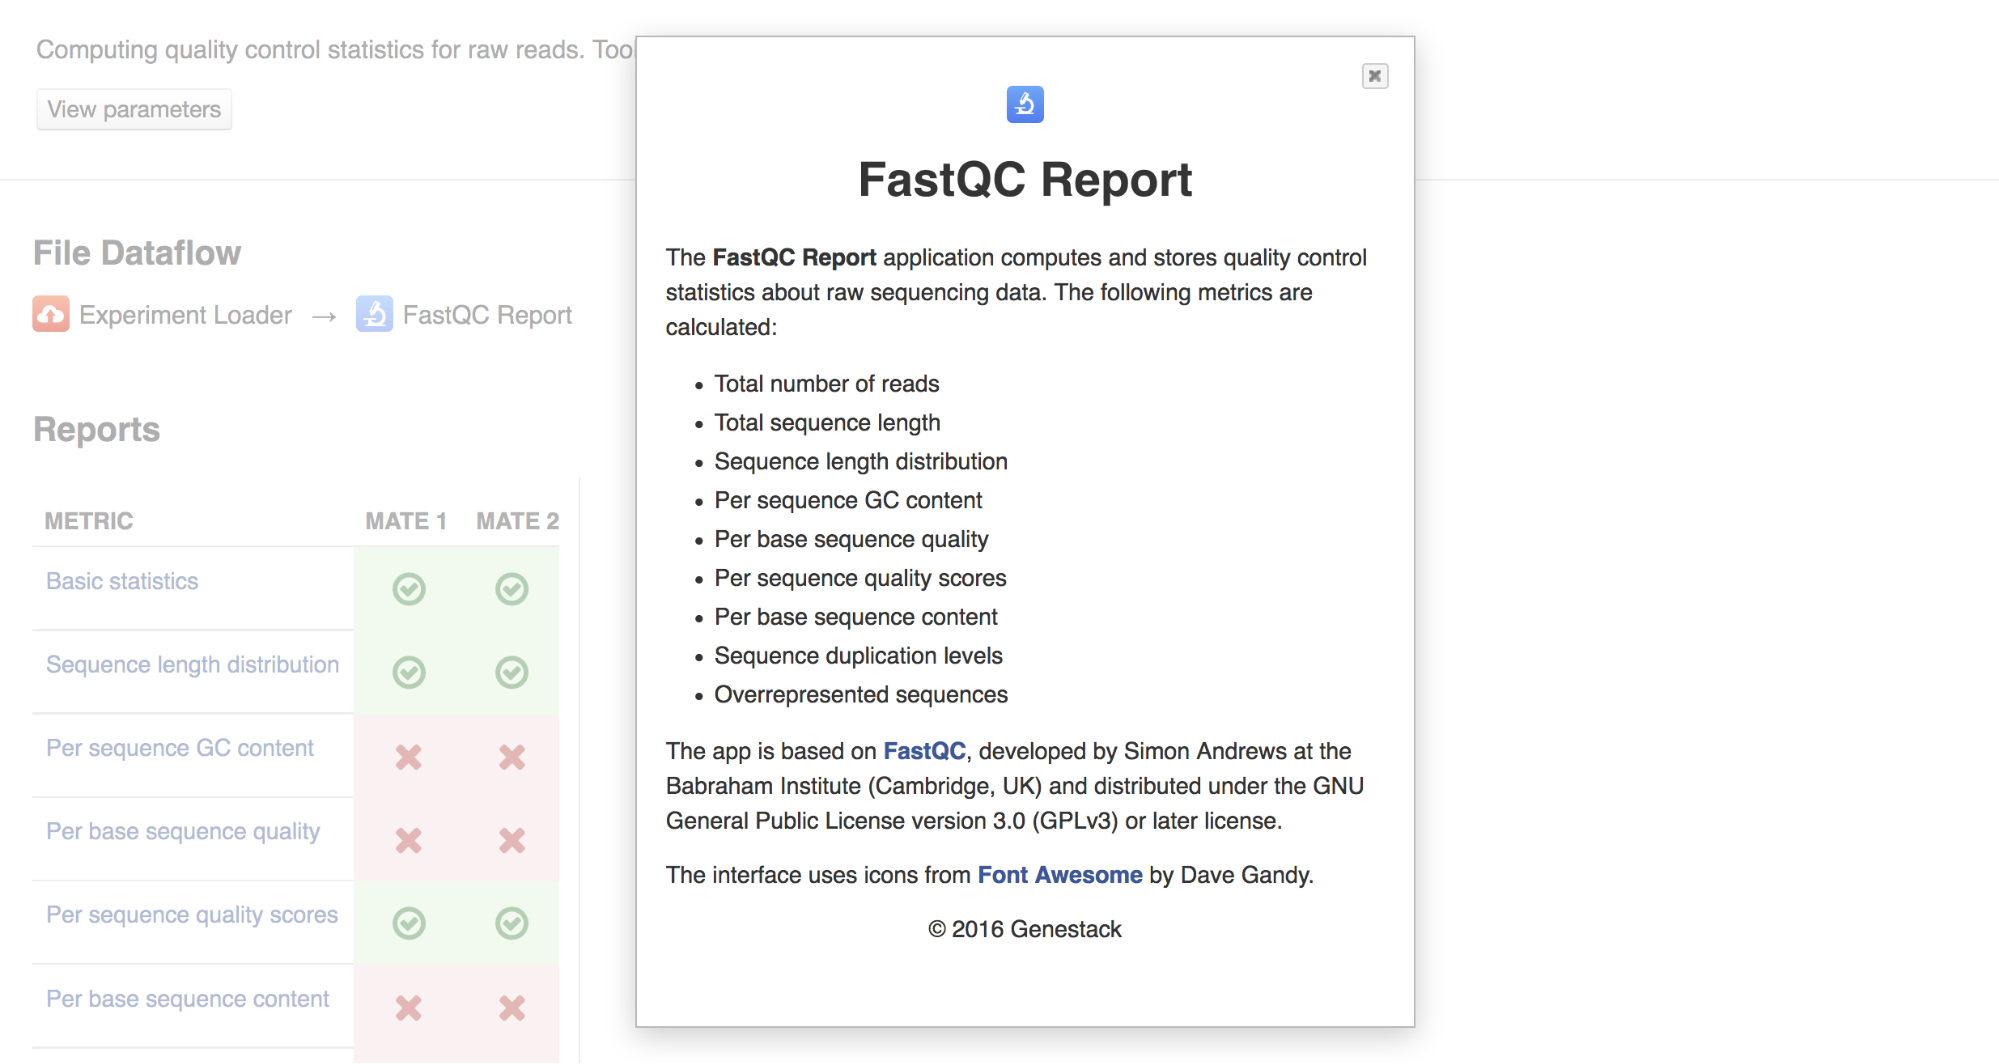 Computing quality control statistics for raw reads.
View parameters
File Dataflow
Experiment Loader → FastQC Report
Reports
METRIC MATE 1 MATE 2
Basic statistics
Sequence length distribution
Per sequence GC content
Per base sequence quality
Per sequence quality scores
Per base sequence content
FastQC Report
The FastQC Report application computes and stores quality control
statistics about raw sequencing data. The following metrics are
calculated:
• Total number of reads
• Total sequence length
• Sequence length distribution
• Per sequence GC content
• Per base sequence quality
• Per sequence quality scores
• Per base sequence content
• Sequence duplication levels
• Overrepresented sequences
The app is based on FastQC, developed by Simon Andrews at the
Babraham Institute (Cambridge, UK) and distributed under the GNU
General Public License version 3.0 (GPLv3) or later license.
The interface uses icons from Font Awesome by Dave Gandy.
© 2016 Genestack